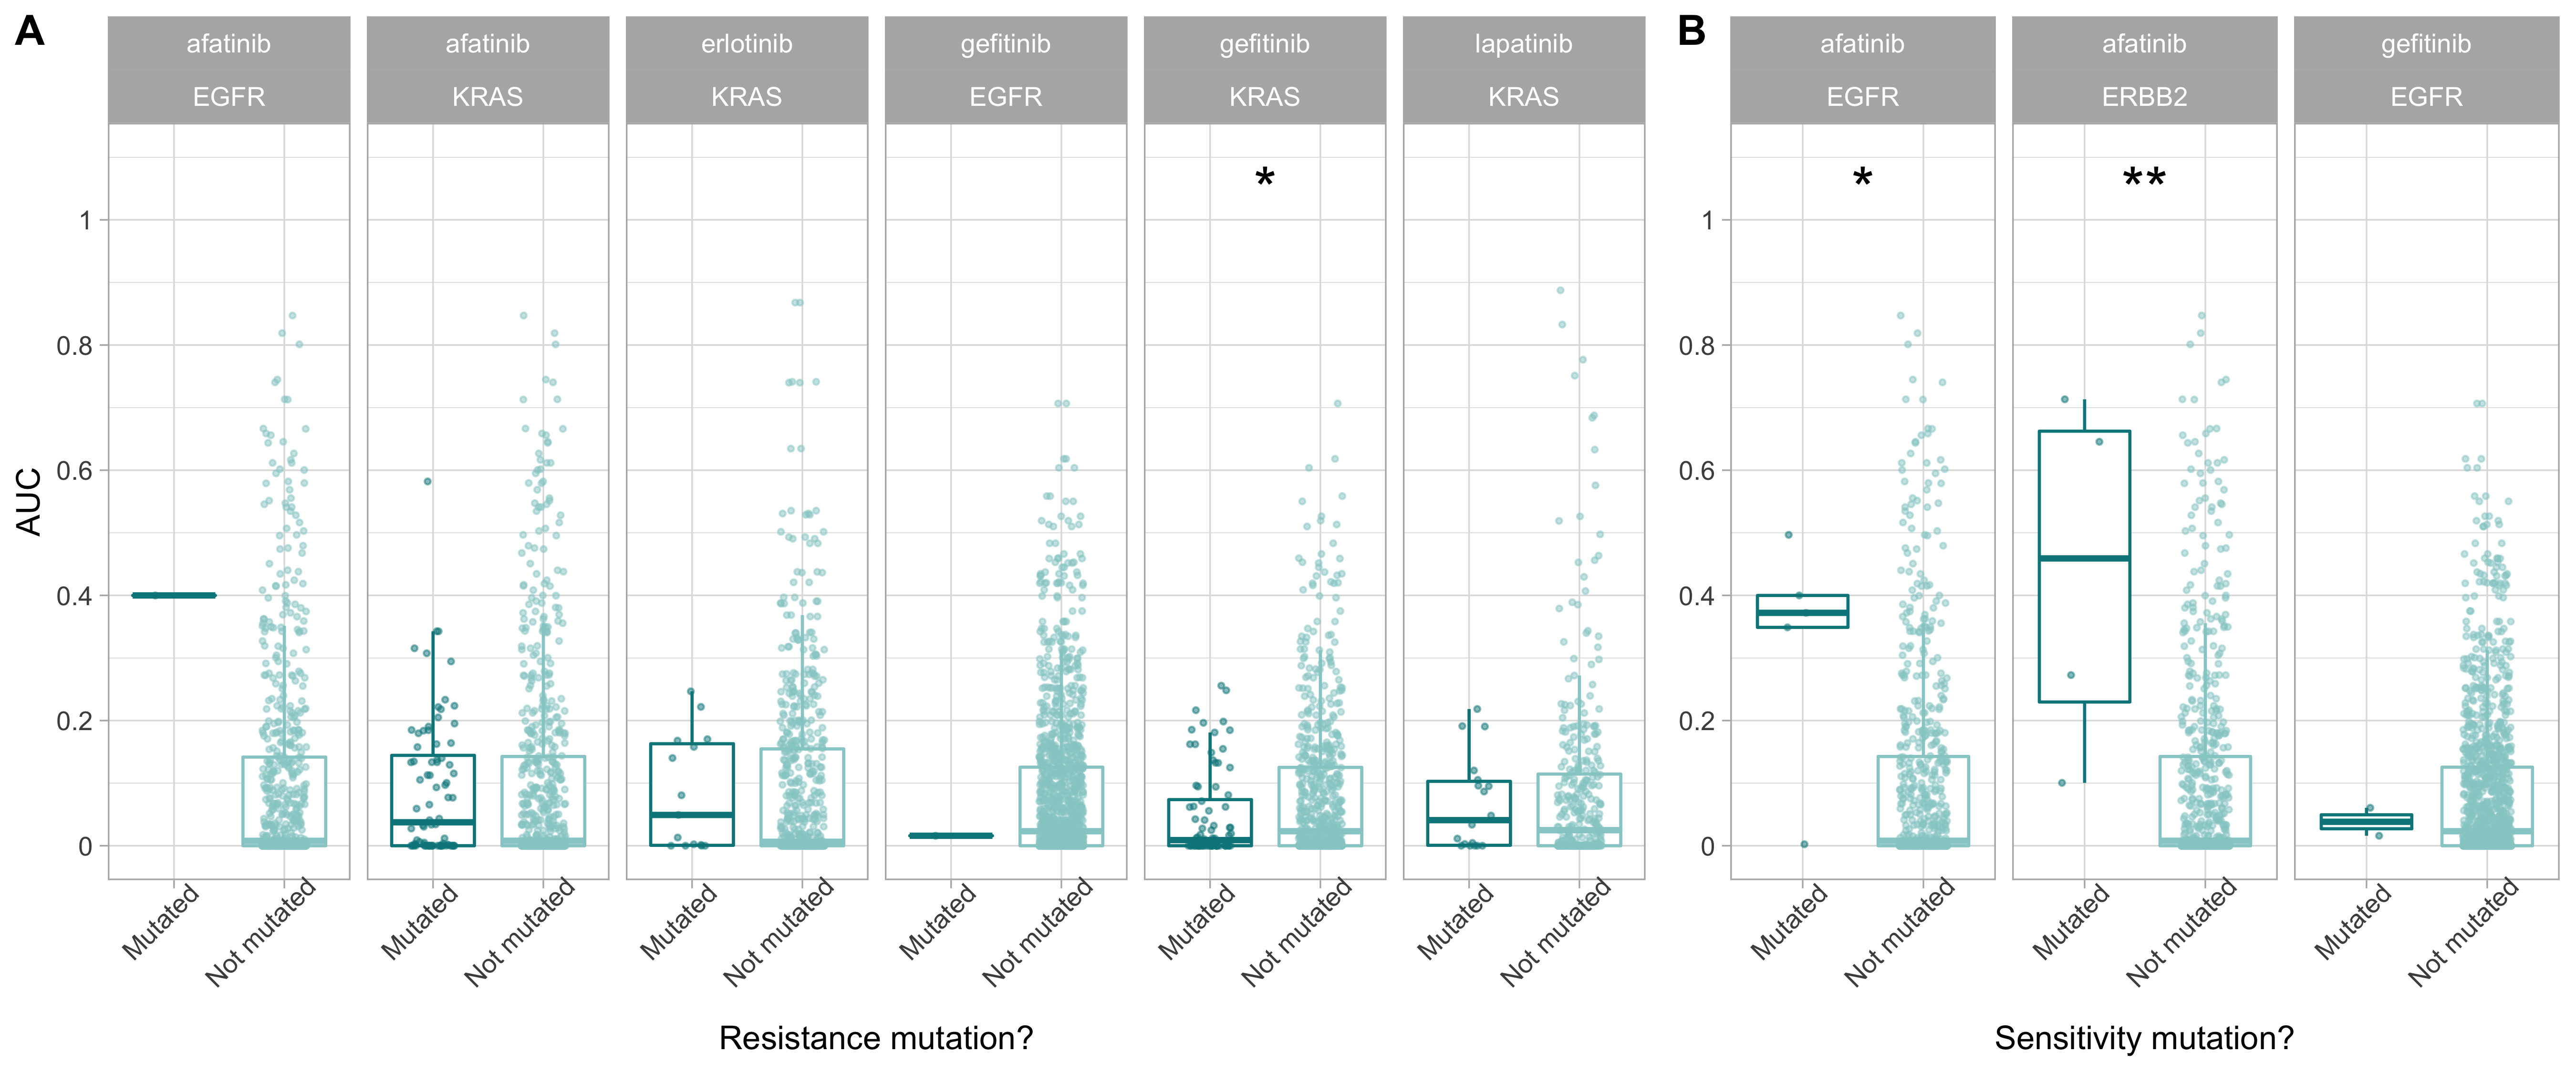 A
afatinib
EGFR
afatinib
KRAS
erlotinib
KRAS
gefitinib
EGFR
gefitinib
KRAS
lapatinib
KRAS
*
AUC
1
0.8
0.6
0.4
0.2
0
Mutated
Not mutated
Mutated
Not mutated
Mutated
Not mutated
Mutated
Not mutated
Mutated
Not mutated
Mutated
Not mutated
Resistance mutation?
B
afatinib
EGFR
afatinib
ERBB2
gefitinib
EGFR
*
**
1
0.8
0.6
0.4
0.2
0
Mutated
Not mutated
Mutated
Not mutated
Mutated
Not mutated
Sensitivity mutation?